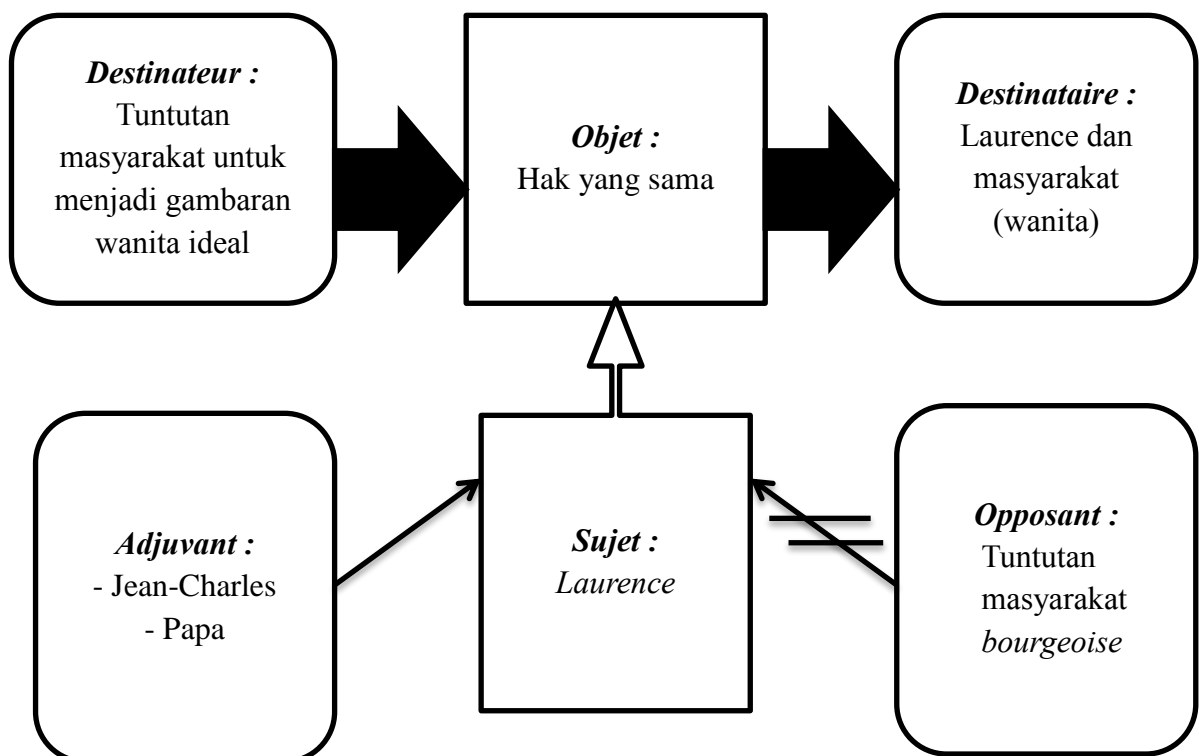 Destinateur :
Tuntutan
masyarakat untuk
menjadi gambaran
wanita ideal
Objet :
Hak yang sama
Destinataire :
Laurence dan
masyarakat
(wanita)
Adjuvant :
- Jean-Charles
- Papa
Sujet :
Laurence
Opposant :
Tuntutan
masyarakat
bourgeoise